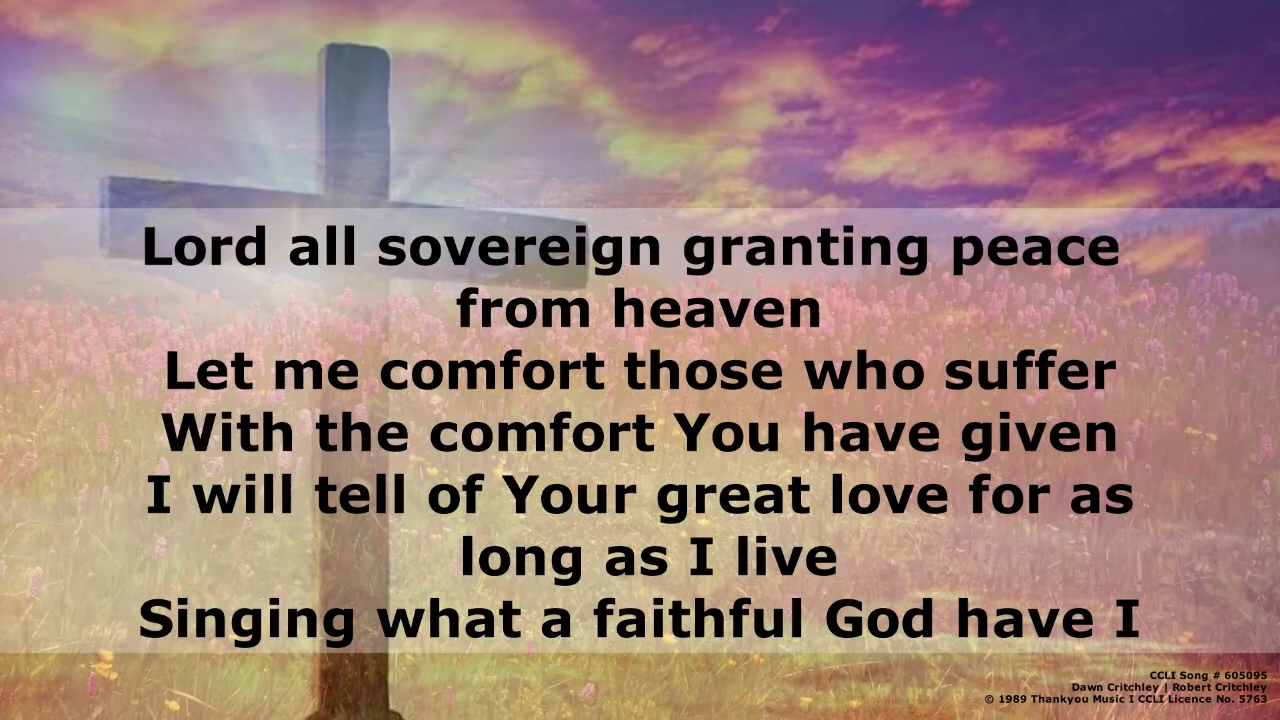 Lord all sovereign granting peace
from heaven
Let me comfort those who suffer
With the comfort You have given
I will tell of Your great love for as
long as I live
Singing what a faithful God have I
CCLI Song # 605095
Dawn Critchley | Robert Critchley
© 1989 Thankyou Music I CCLI Licence No. 5763